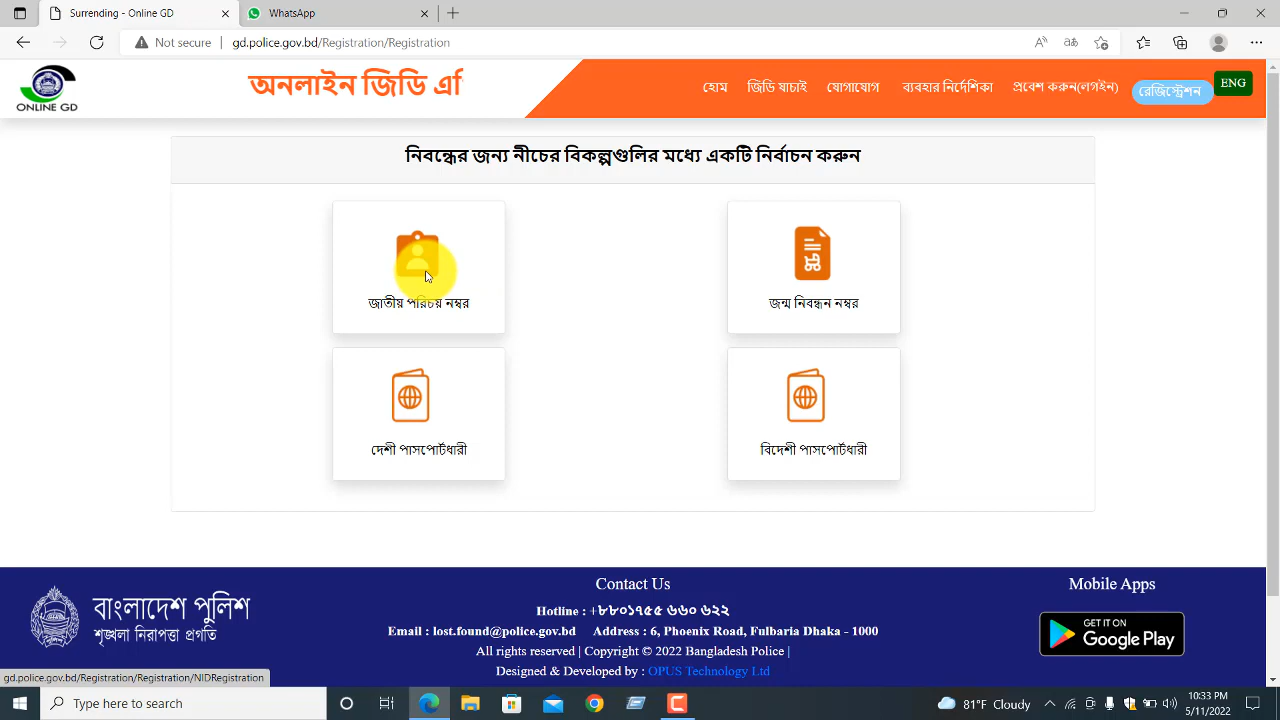 Surrending - Online GD
WhatsApp
Not secure
gd.police.gov.bd/Registration/Registration
ONLINE GD
অনলাইন জিডি এ
হোম
জিডি যাচাই
যোগাযোগ
ব্যবহার নির্দেশিকা
প্রবেশ করুন(লগইন)
রেজিস্ট্রেশন
ENG
নিবন্ধের জন্য নীচের বিকল্পগুলির মধ্যে একটি নির্বাচন করুন
জাতীয় পরিচয় নম্বর
জন্ম নিবন্ধন নম্বর
দেশী পাসপোর্টধারী
বিদেশী পাসপোর্টধারী
বাংলাদেশ পুলিশ
শৃঙ্খলা নিরাপত্তা প্রগতি
Contact Us
Hotline : +৮৮০১৭৫৫ ৬৬০ ৬২২
Email : lost.found@police.gov.bd Address : 6, Phoenix Road, Fulbaria Dhaka - 1000
All rights reserved | Copyright © 2022 Bangladesh Police |
Designed & Developed by : OPUS Technology Ltd
Mobile Apps
GET IT ON
Google Play
gd.police.gov.bd/Registration/Registration/NIDRegistration
Type here to search
81°F Cloudy
10:33 PM
5/11/2022